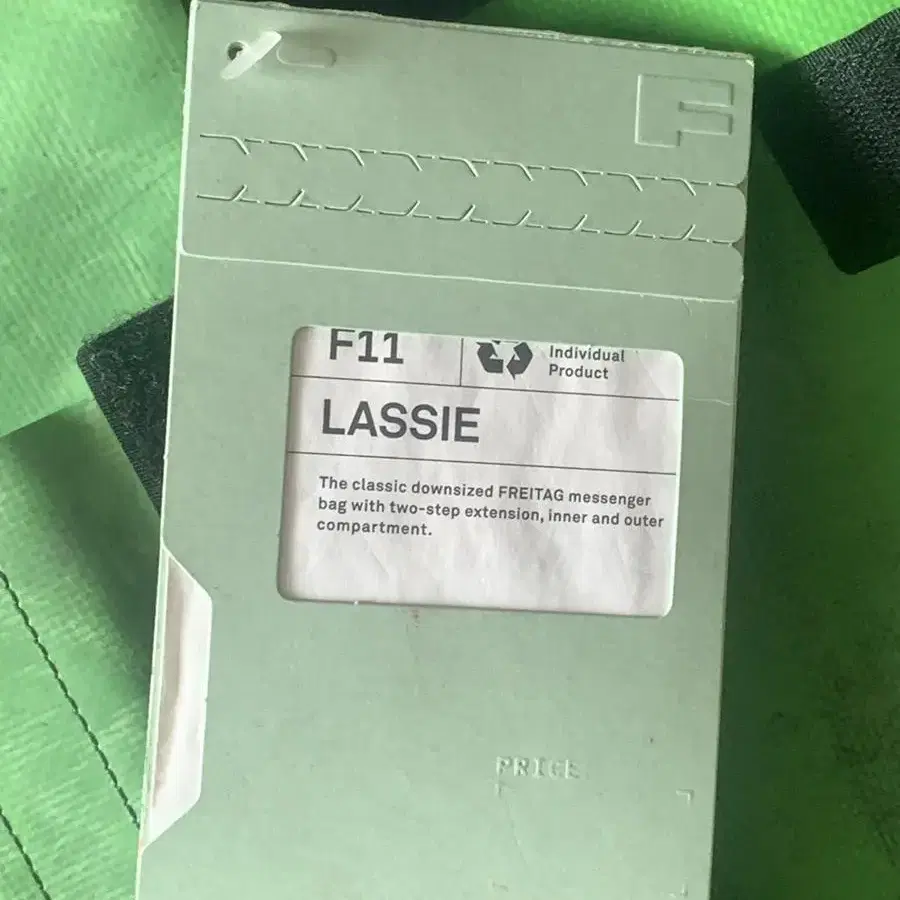 F
F11
Individual
Product
LASSIE
The classic downsized FREITAG messenger
bag with two-step extension, inner and outer
compartment.
PRICE